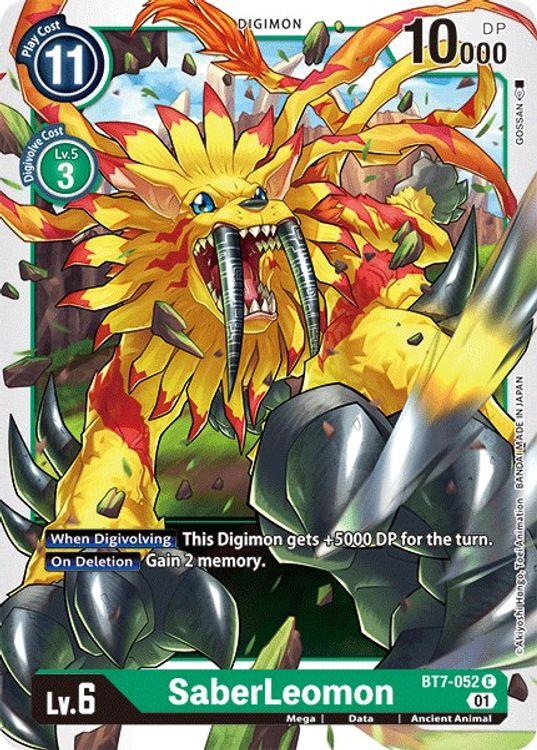 DIGIMON
Play Cost
11
DP
10000
Digivolve Cost
Lv.5
3
GOSSAN
©Akiyoshi Hongo, Toei Animation BANDAI MADE IN JAPAN
When Digivolving This Digimon gets +5000 DP for the turn.
On Deletion Gain 2 memory.
BT7-052 C
Lv.6
SaberLeomon
01
Mega | Data | Ancient Animal